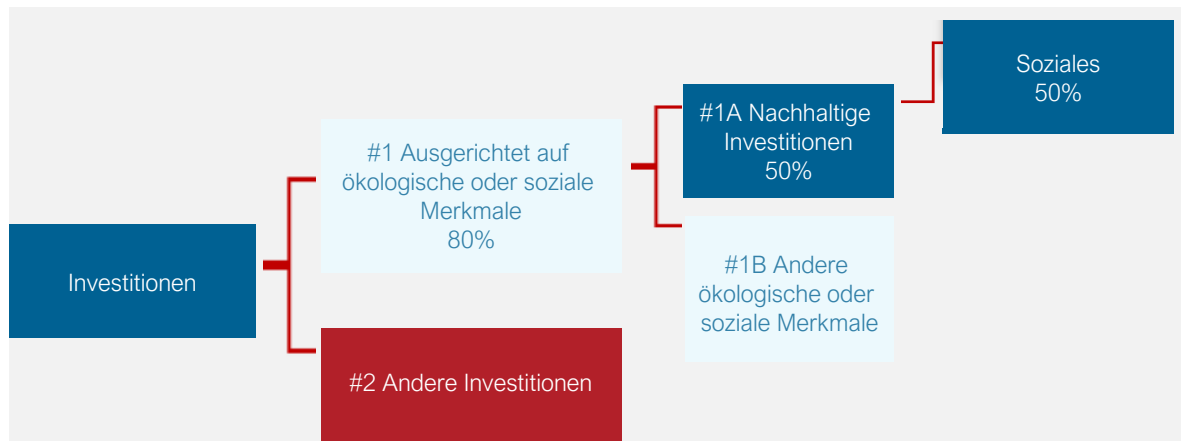 Investitionen
#1 Ausgerichtet auf
ökologische oder soziale
Merkmale
80%
#2 Andere Investitionen
#1A Nachhaltige
Investitionen
50%
#1B Andere
ökologische oder
soziale Merkmale
Soziales
50%